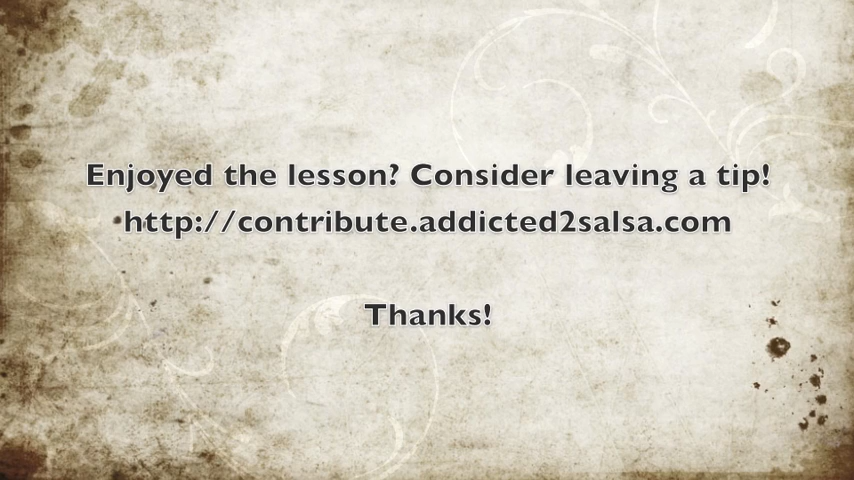 Enjoyed the lesson? Consider leaving a tip!
http://contribute.addicted2salsa.com
Thanks!